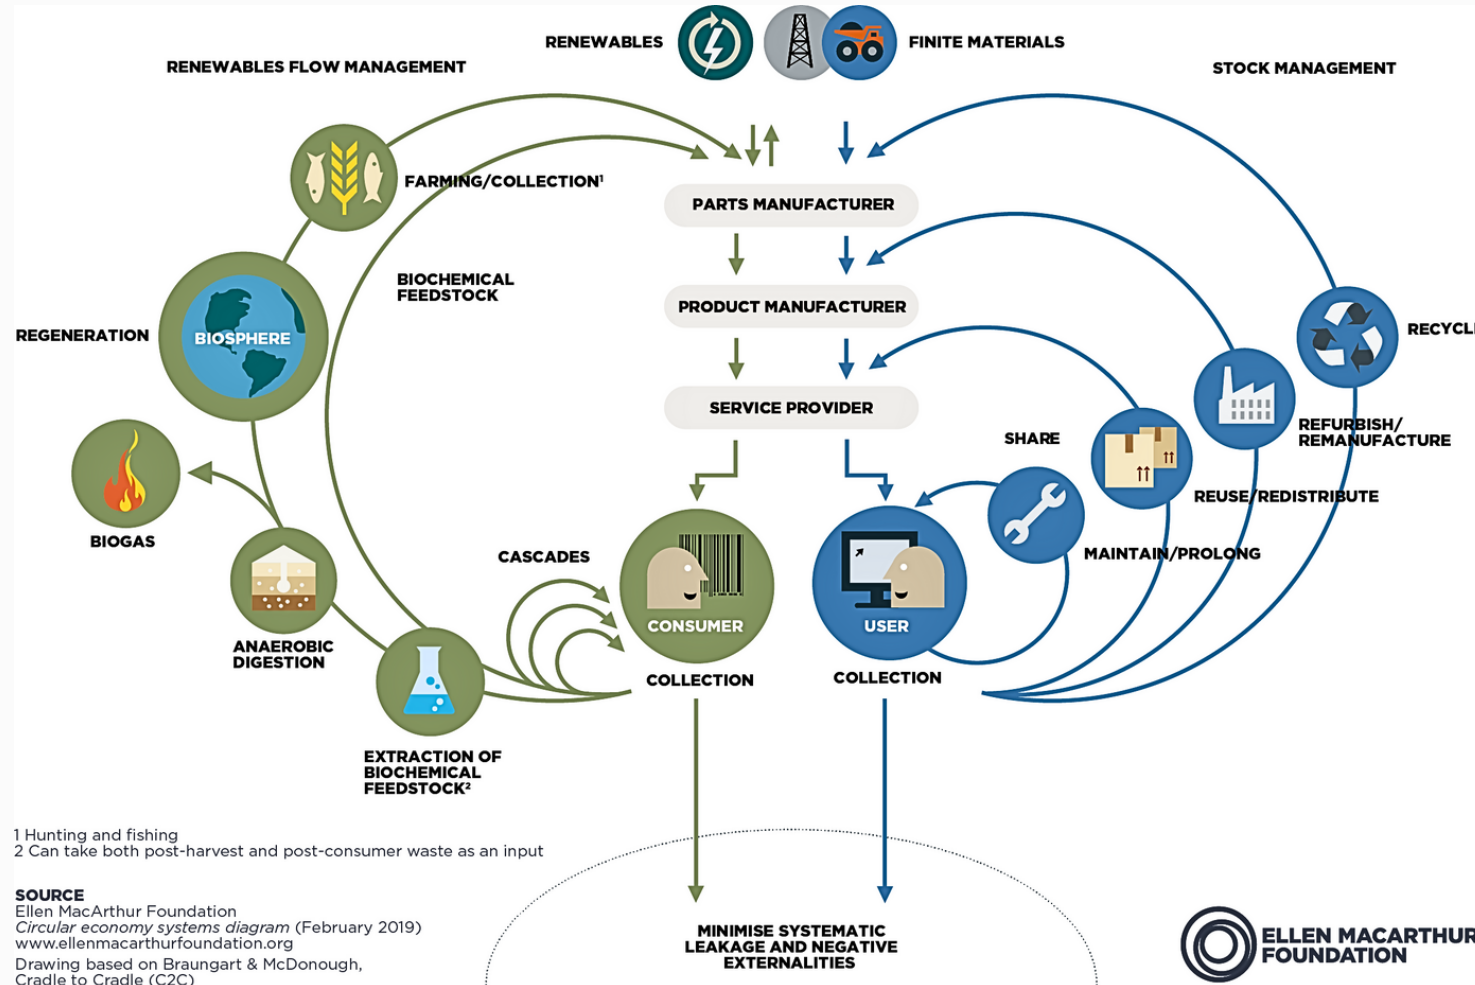 RENEWABLES
FINITE MATERIALS
RENEWABLES FLOW MANAGEMENT
STOCK MANAGEMENT
FARMING/COLLECTION¹
PARTS MANUFACTURER
BIOCHEMICAL
FEEDSTOCK
PRODUCT MANUFACTURER
REGENERATION
BIOSPHERE
RECYCLE
SERVICE PROVIDER
REFURBISH/
REMANUFACTURE
SHARE
REUSE/REDISTRIBUTE
BIOGAS
CASCADES
MAINTAIN/PROLONG
CONSUMER
USER
ANAEROBIC
DIGESTION
COLLECTION
COLLECTION
EXTRACTION OF
BIOCHEMICAL
FEEDSTOCK²
1 Hunting and fishing
2 Can take both post-harvest and post-consumer waste as an input
SOURCE
Ellen MacArthur Foundation
Circular economy systems diagram (February 2019)
www.ellenmacarthurfoundation.org
Drawing based on Braungart & McDonough,
Cradle to Cradle (C2C)
MINIMISE SYSTEMATIC
LEAKAGE AND NEGATIVE
EXTERNALITIES
ELLEN MACARTHUR
FOUNDATION